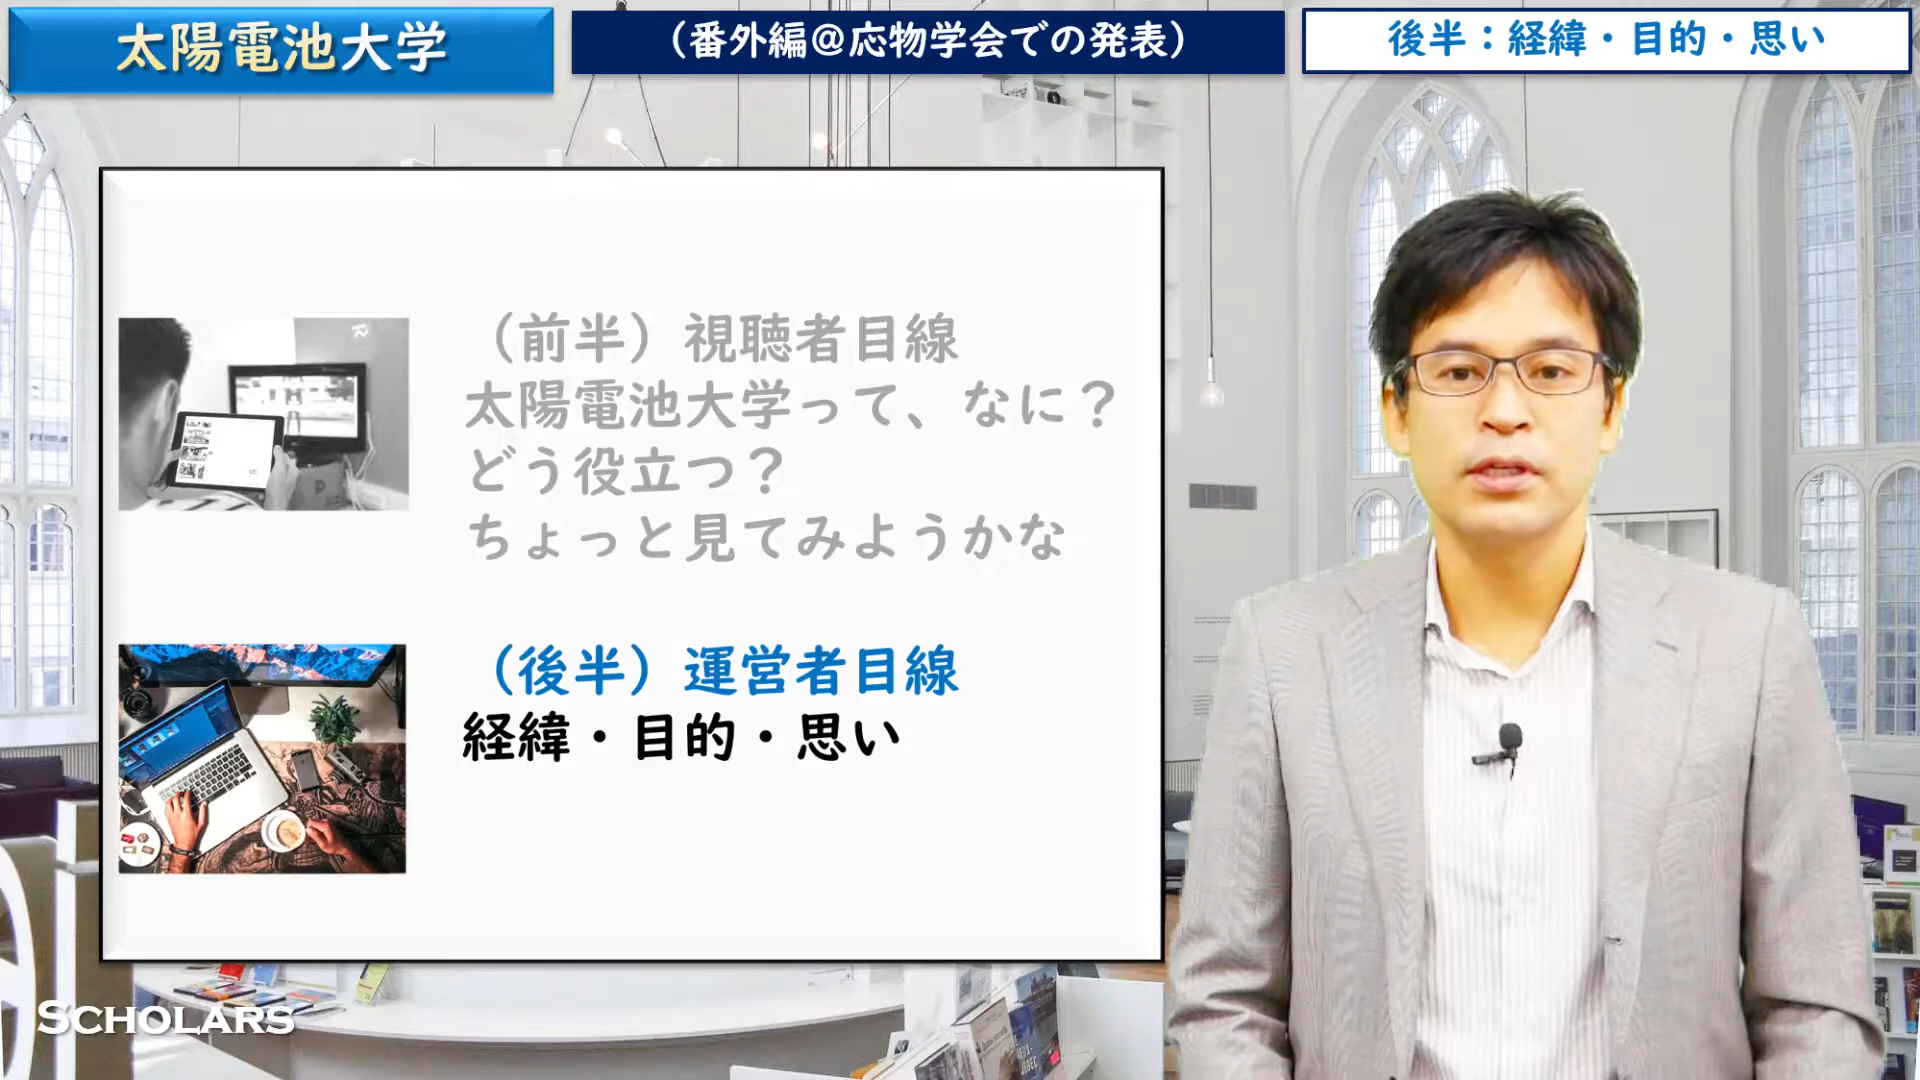 太陽電池大学
（番外編＠応物学会での発表）
後半：経緯・目的・思い
（前半）視聴者目線
太陽電池大学って、なに？
どう役立つ？
ちょっと見てみようかな
（後半）運営者目線
経緯・目的・思い
SCHOLARS